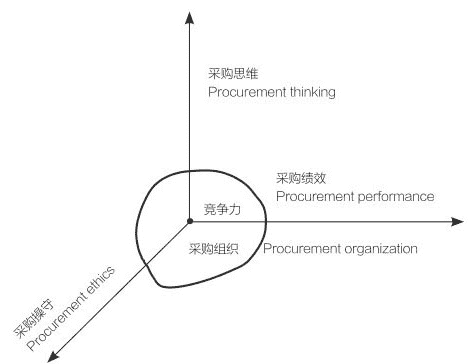 采购思维
Procurement thinking
采购绩效
Procurement performance
竞争力
采购组织
Procurement organization
采购操守
Procurement ethics